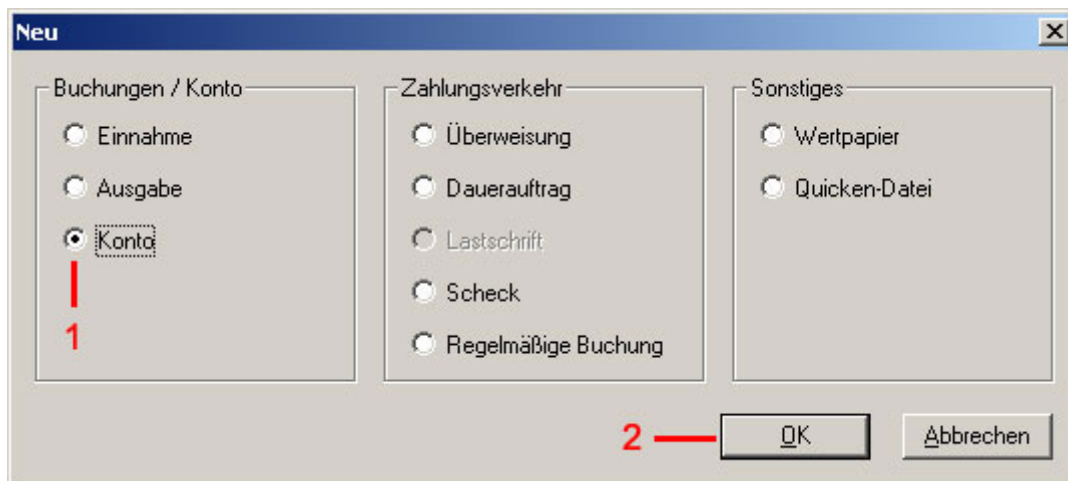 Neu
Buchungen / Konto
Einnahme
Ausgabe
Konto
1
Zahlungsverkehr
Überweisung
Dauerauftrag
Lastschrift
Scheck
Regelmäßige Buchung
Sonstiges
Wertpapier
Quicken-Datei
2
OK
Abbrechen